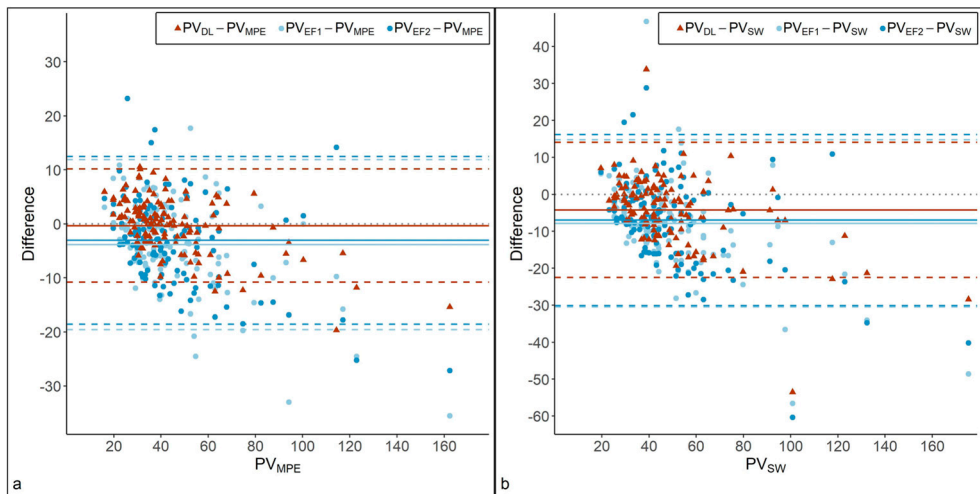 PV_DL − PV_MPE PV_EF1 − PV_MPE PV_EF2 − PV_MPE
30
20
10
0
-10
-20
-30
Difference
20 40 60 80 100 120 140 160
PV_MPE
a
PV_DL − PV_SW PV_EF1 − PV_SW PV_EF2 − PV_SW
40
30
20
10
0
-10
-20
-30
-40
-50
-60
Difference
20 40 60 80 100 120 140 160
PV_SW
b